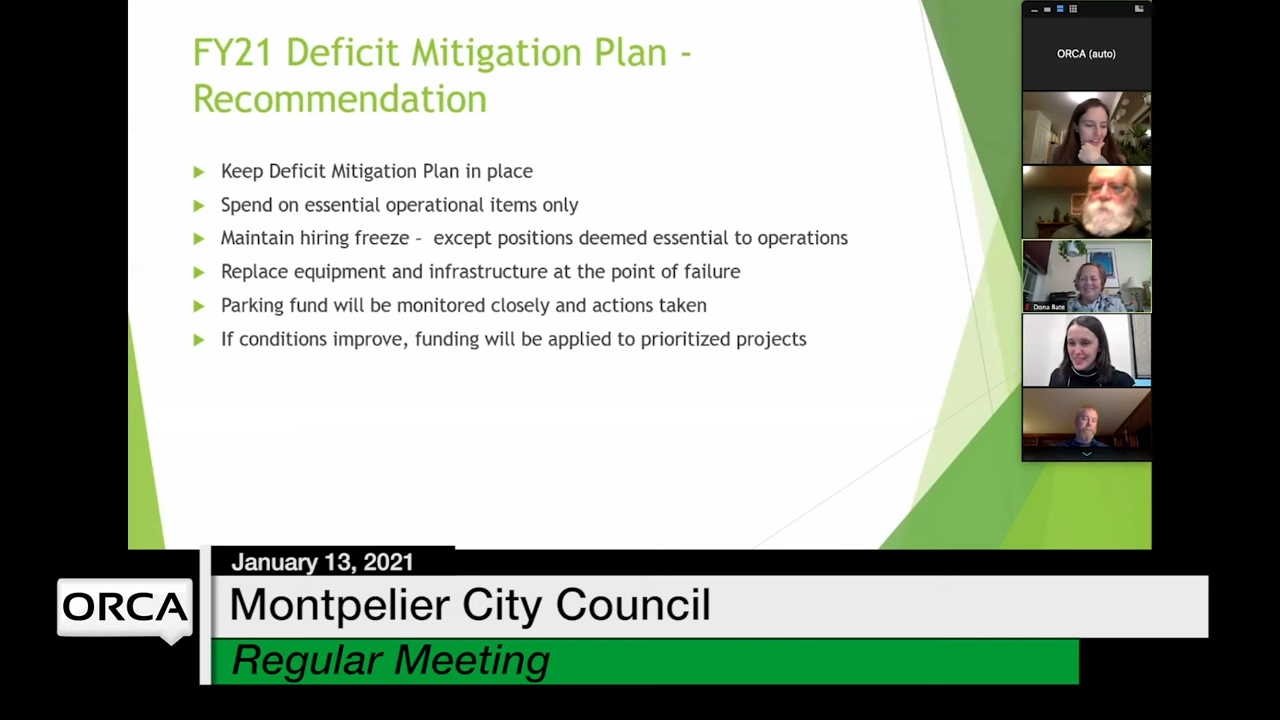 FY21 Deficit Mitigation Plan -
Recommendation
Keep Deficit Mitigation Plan in place
Spend on essential operational items only
Maintain hiring freeze – except positions deemed essential to operations
Replace equipment and infrastructure at the point of failure
Parking fund will be monitored closely and actions taken
If conditions improve, funding will be applied to prioritized projects
ORCA (auto)
Dona Bate
January 13, 2021
ORCA
Montpelier City Council
Regular Meeting